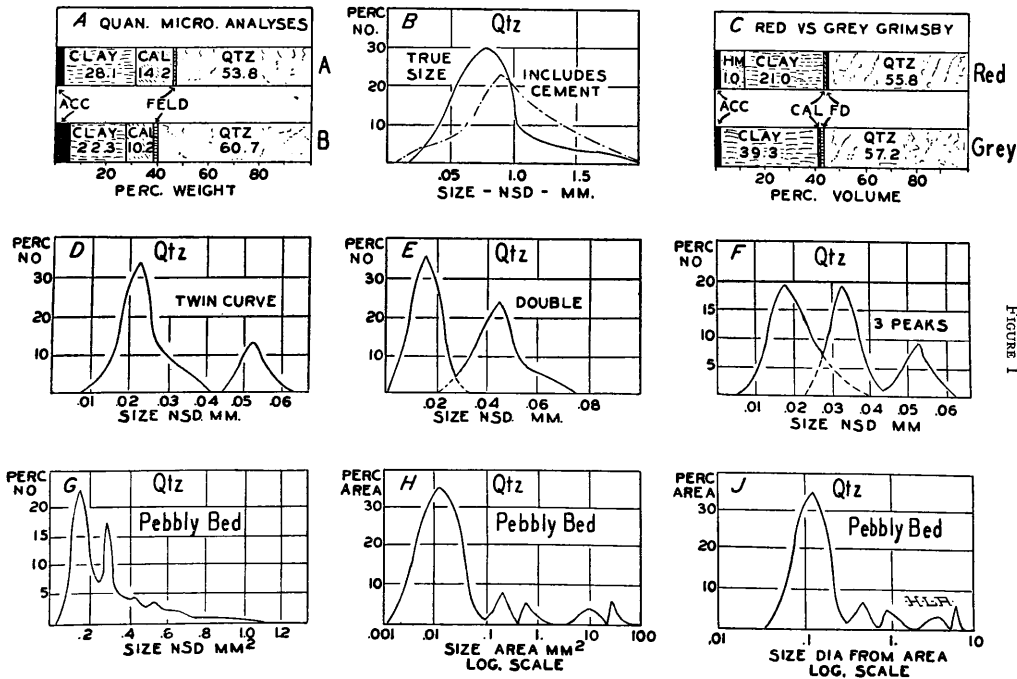 A QUAN. MICRO. ANALYSES
CLAY 28.1 CAL 14.2 QTZ 53.8 A
ACC FELD
CLAY 22.3 CAL 10.2 QTZ 60.7 B
20 40 60 80
PERC. WEIGHT
PERC NO.
B Qtz
30
20
10
TRUE SIZE
INCLUDES CEMENT
.05 1.0 1.5
SIZE - NSD - MM.
C RED VS GREY GRIMSBY
HM 1.0 CLAY 21.0 QTZ 55.8 Red
ACC CAL FD
CLAY 39.3 QTZ 57.2 Grey
20 40 60 80
PERC. VOLUME
PERC NO
D Qtz
30
20
10
TWIN CURVE
.01 .02 .03 .04 .05 .06
SIZE NSD. MM.
PERC NO
E Qtz
30
20
10
DOUBLE
.02 .04 .06 .08
SIZE NSD. MM.
PERC NO
F Qtz
20
15
10
5
3 PEAKS
.01 .02 .03 .04 .05 .06
SIZE NSD MM
FIGURE 1
PERC NO
G Qtz
Pebbly Bed
20
15
10
5
.2 .4 .6 .8 1.0 1.2
SIZE NSD MM2
PERC AREA
H Qtz
Pebbly Bed
30
20
10
.001 .01 .1 1. 10 100
SIZE AREA MM2
LOG. SCALE
PERC AREA
J Qtz
Pebbly Bed
30
20
10
H.L.A.
.01 .1 1. 10
SIZE DIA FROM AREA
LOG. SCALE